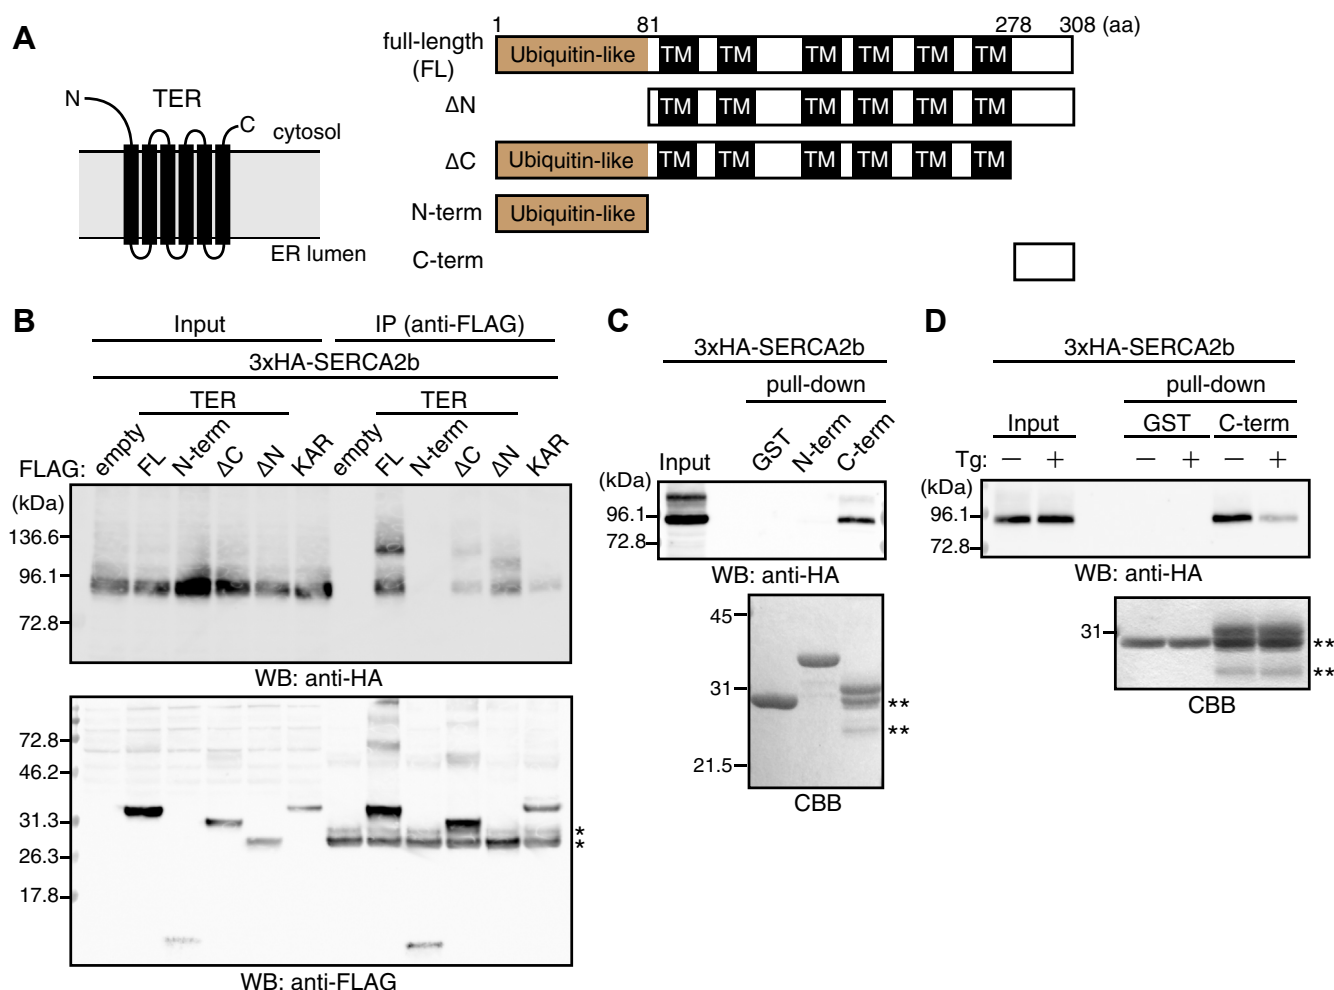 A
1 81 278 308 (aa)
full-length (FL)
Ubiquitin-like TM TM TM TM TM TM
ΔN
TM TM TM TM TM TM
ΔC
Ubiquitin-like TM TM TM TM TM TM
N-term
Ubiquitin-like
C-term
N TER C cytosol
ER lumen
B
Input IP (anti-FLAG)
3xHA-SERCA2b
TER TER
FLAG: empty FL N-term ΔC ΔN KAR empty FL N-term ΔC ΔN KAR
(kDa)
136.6
96.1
72.8
WB: anti-HA
72.8
46.2
31.3
26.3
17.8
*
*
WB: anti-FLAG
C
3xHA-SERCA2b
pull-down
Input GST N-term C-term
(kDa)
96.1
72.8
WB: anti-HA
45
31
21.5
**
**
CBB
D
3xHA-SERCA2b
pull-down
Input GST C-term
Tg: − + − + − +
(kDa)
96.1
72.8
WB: anti-HA
31
**
**
CBB